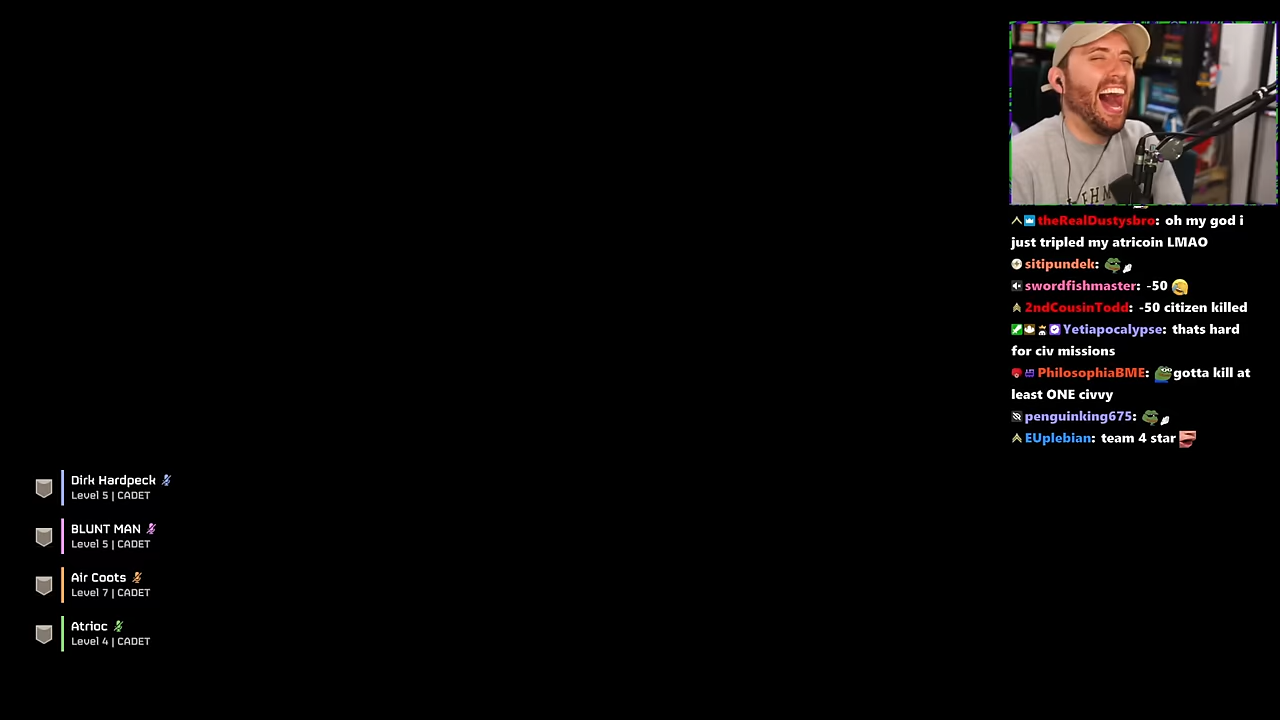 theRealDustysbro: oh my god i
just tripled my atricoin LMAO
sitipundek:
swordfishmaster: -50
2ndCousinTodd: -50 citizen killed
Yetiapocalypse: thats hard
for civ missions
PhilosophiaBME: gotta kill at
least ONE civvy
penguinking675:
EUplebian: team 4 star
Dirk Hardpeck
Level 5 | CADET
BLUNT MAN
Level 5 | CADET
Air Coots
Level 7 | CADET
Atrioc
Level 4 | CADET